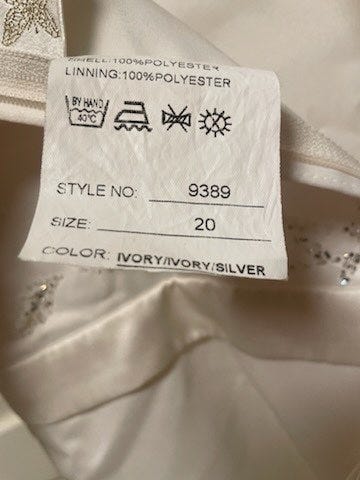 SHELL:100%POLYESTER
LINNING:100%POLYESTER
BY HAND
40°C
STYLE NO: 9389
SIZE: 20
COLOR: IVORY/IVORY/SILVER